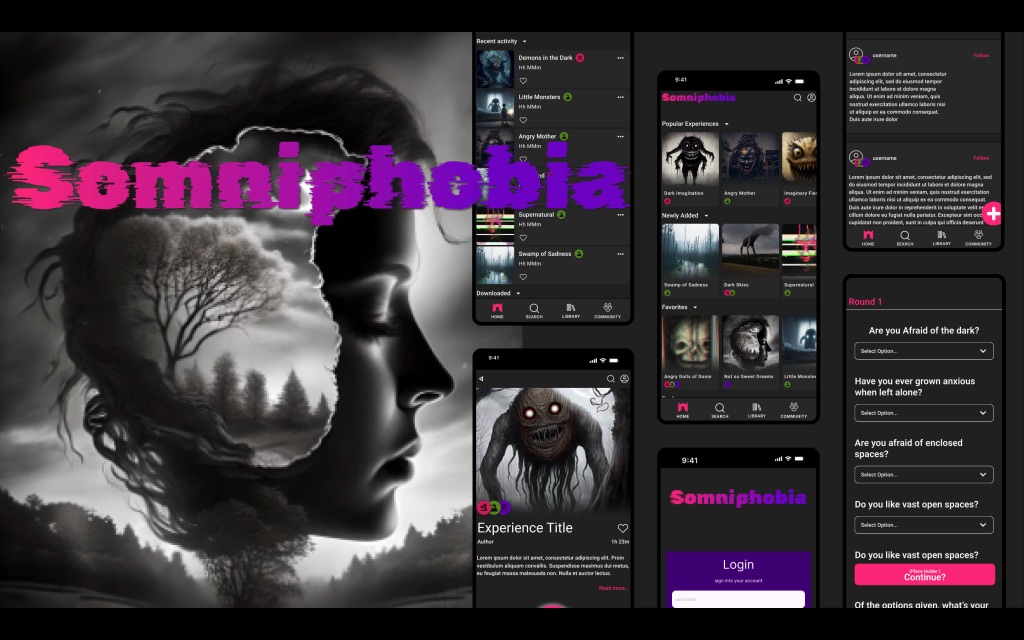 Somniphobia
Recent activity
Demons in the Dark
Hh MMm
Little Monsters
Hh MMm
Angry Mother
Hh MMm
Supernatural
Hh MMm
Swamp of Sadness
Hh MMm
Downloaded
HOME SEARCH LIBRARY COMMUNITY
9:41
Experience Title
Author 1h 23m
Lorem ipsum dolor sit amet, consectetur adipiscing elit. Proin
vestibulum aliquam convallis. Suspendisse maximus dui metus,
eu feugiat massa malesuada non. Nulla et auctor lectus.
Read more...
9:41
Somniphobia
Popular Experiences
Dark Imagination Angry Mother
Newly Added
Swamp of Sadness Dark Skies Supernatural
Favorites
Angry Dolls of Doom Not us Sweet Dreams Little Monster
HOME SEARCH LIBRARY COMMUNITY
9:41
Somniphobia
Login
sign into your account
username
username Follow
Lorem ipsum dolor sit amet, consectetur
adipiscing elit, sed do eiusmod tempor
incididunt ut labore et dolore magna
aliqua. Ut enim ad minim veniam, quis
nostrud exercitation ullamco laboris nisi
ut aliquip ex ea commodo consequat.
Duis aute irure dolor
username Follow
Lorem ipsum dolor sit amet, consectetur adipiscing elit, sed
do eiusmod tempor incididunt ut labore et dolore magna
aliqua. Ut enim ad minim veniam, quis nostrud exercitation
ullamco laboris nisi ut aliquip ex ea commodo consequat.
Duis aute irure dolor in reprehenderit in voluptate velit
cillum dolore eu fugiat nulla pariatur. Excepteur sint
cupidatat non proident, sunt in culpa qui officia deserunt
HOME SEARCH LIBRARY COMMUNITY
Round 1
Are you Afraid of the dark?
Select Option...
Have you ever grown anxious
when left alone?
Select Option...
Are you afraid of enclosed
spaces?
Select Option...
Do you like vast open spaces?
Select Option...
Do you like vast open spaces?
(Place Holder )
Continue?
Of the options given, what's your